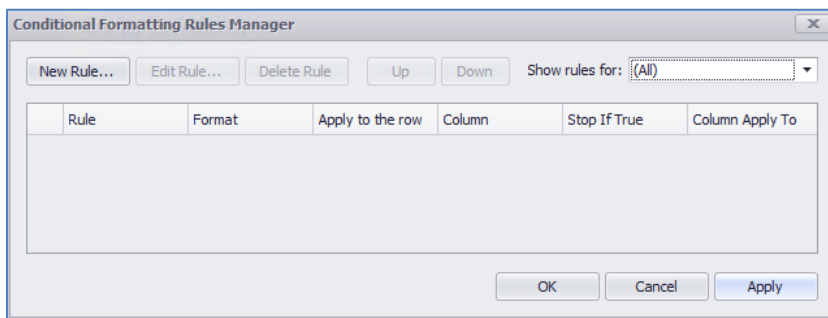 Conditional Formatting Rules Manager
New Rule... Edit Rule... Delete Rule Up Down Show rules for: (All)
Rule Format Apply to the row Column Stop If True Column Apply To
OK Cancel Apply